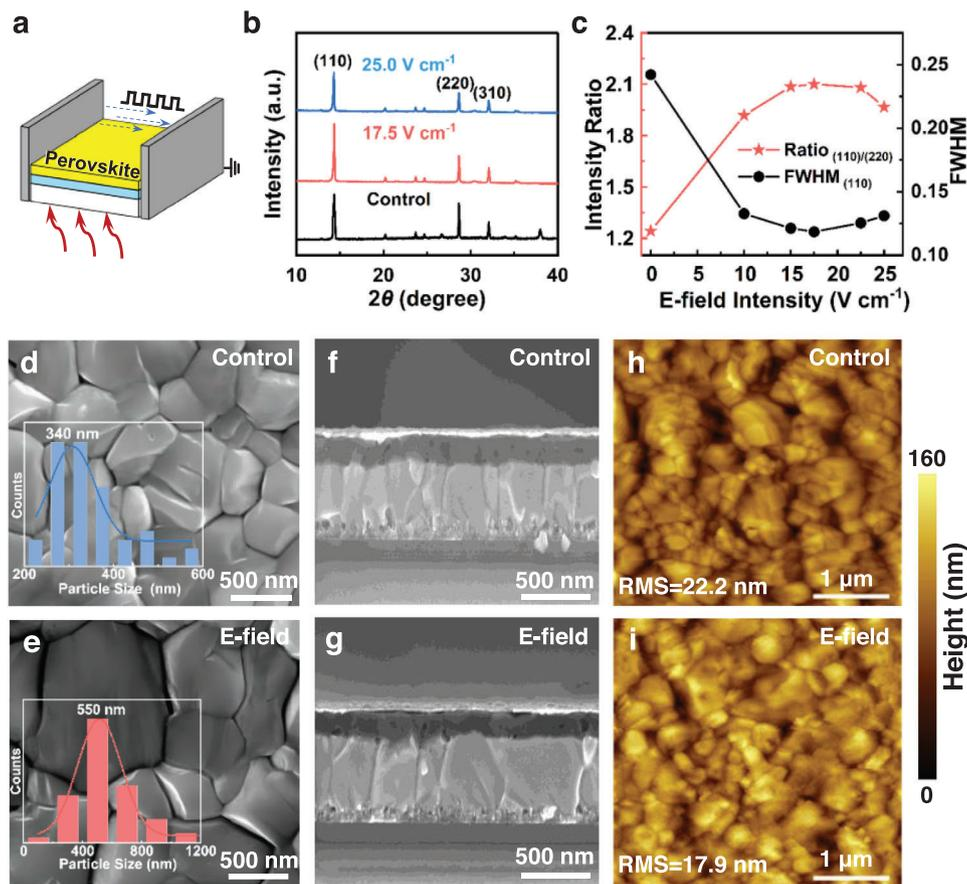 a
Perovskite
b
(110)
25.0 V cm-1
(220)
(310)
17.5 V cm-1
Control
Intensity (a.u.)
10 20 30 40
2θ (degree)
c
2.4
2.1
1.8
1.5
1.2
Intensity Ratio
Ratio (110)/(220)
FWHM (110)
0.25
0.20
0.15
0.10
FWHM
0 5 10 15 20 25
E-field Intensity (V cm-1)
d
Control
340 nm
Counts
200 400 600
Particle Size (nm)
500 nm
f
Control
500 nm
h
Control
RMS=22.2 nm
1 µm
e
E-field
550 nm
Counts
0 400 800 1200
Particle Size (nm)
500 nm
g
E-field
500 nm
i
E-field
RMS=17.9 nm
1 µm
160
Height (nm)
0